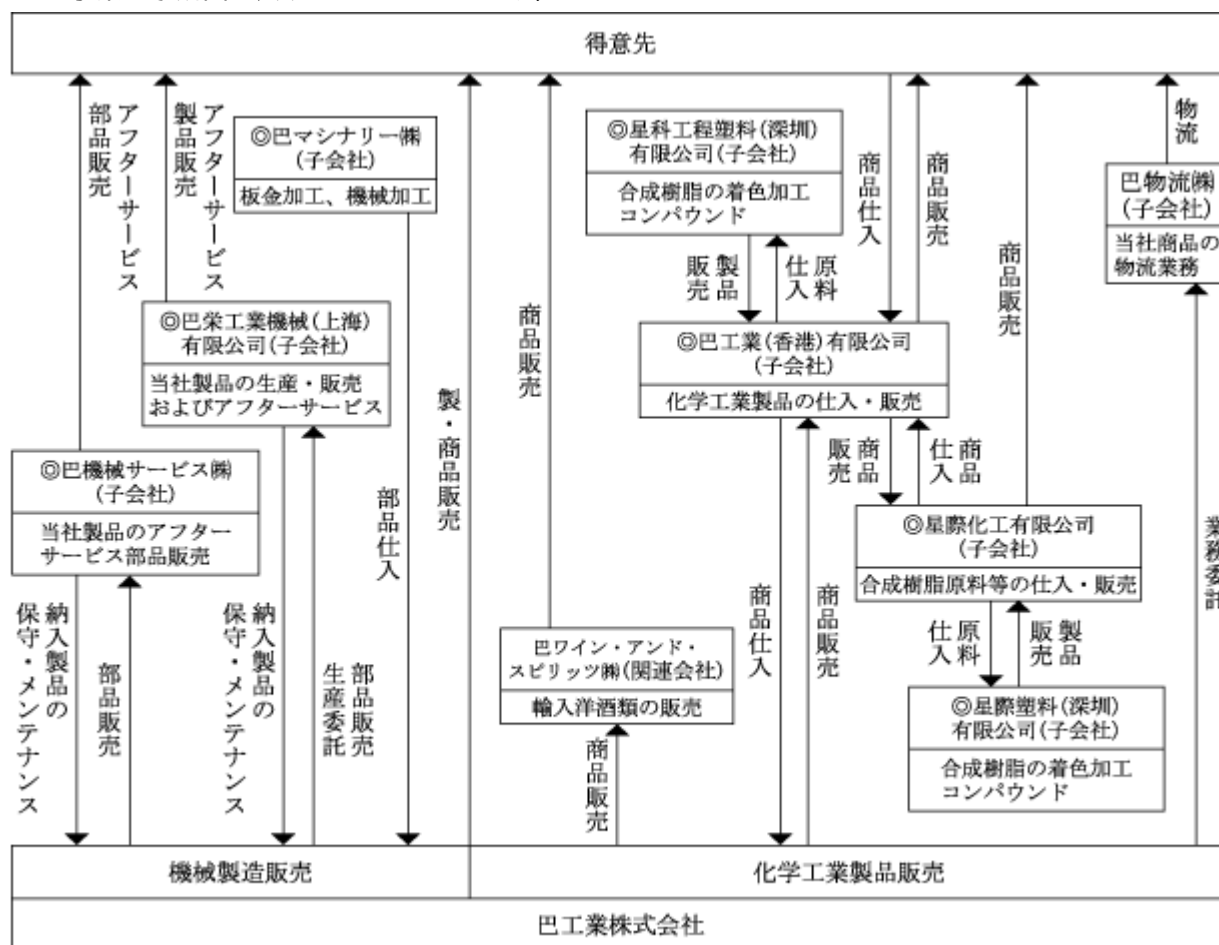 得意先
部品販売
アフターサービス
製品販売
アフターサービス
◎巴マシナリー㈱
(子会社)
板金加工、機械加工
◎星科工程塑料(深圳)
有限公司(子会社)
合成樹脂の着色加工
コンパウンド
商品仕入
商品販売
物流
巴物流㈱
(子会社)
当社商品の
物流業務
製品
販売
原料
仕入
商品販売
商品販売
◎巴栄工業機械(上海)
有限公司(子会社)
当社製品の生産・販売
およびアフターサービス
◎巴工業(香港)有限公司
(子会社)
化学工業製品の仕入・販売
製・商品販売
◎巴機械サービス㈱
(子会社)
当社製品のアフター
サービス部品販売
部品仕入
商品
販売
商品
仕入
◎星際化工有限公司
(子会社)
合成樹脂原料等の仕入・販売
業務委託
納入製品の
保守・メンテナンス
部品販売
納入製品の
保守・メンテナンス
部品販売
生産委託
巴ワイン・アンド・
スピリッツ㈱(関連会社)
輸入洋酒類の販売
商品販売
商品仕入
商品販売
原料
仕入
製品
販売
◎星際塑料(深圳)
有限公司(子会社)
合成樹脂の着色加工
コンパウンド
機械製造販売
化学工業製品販売
巴工業株式会社